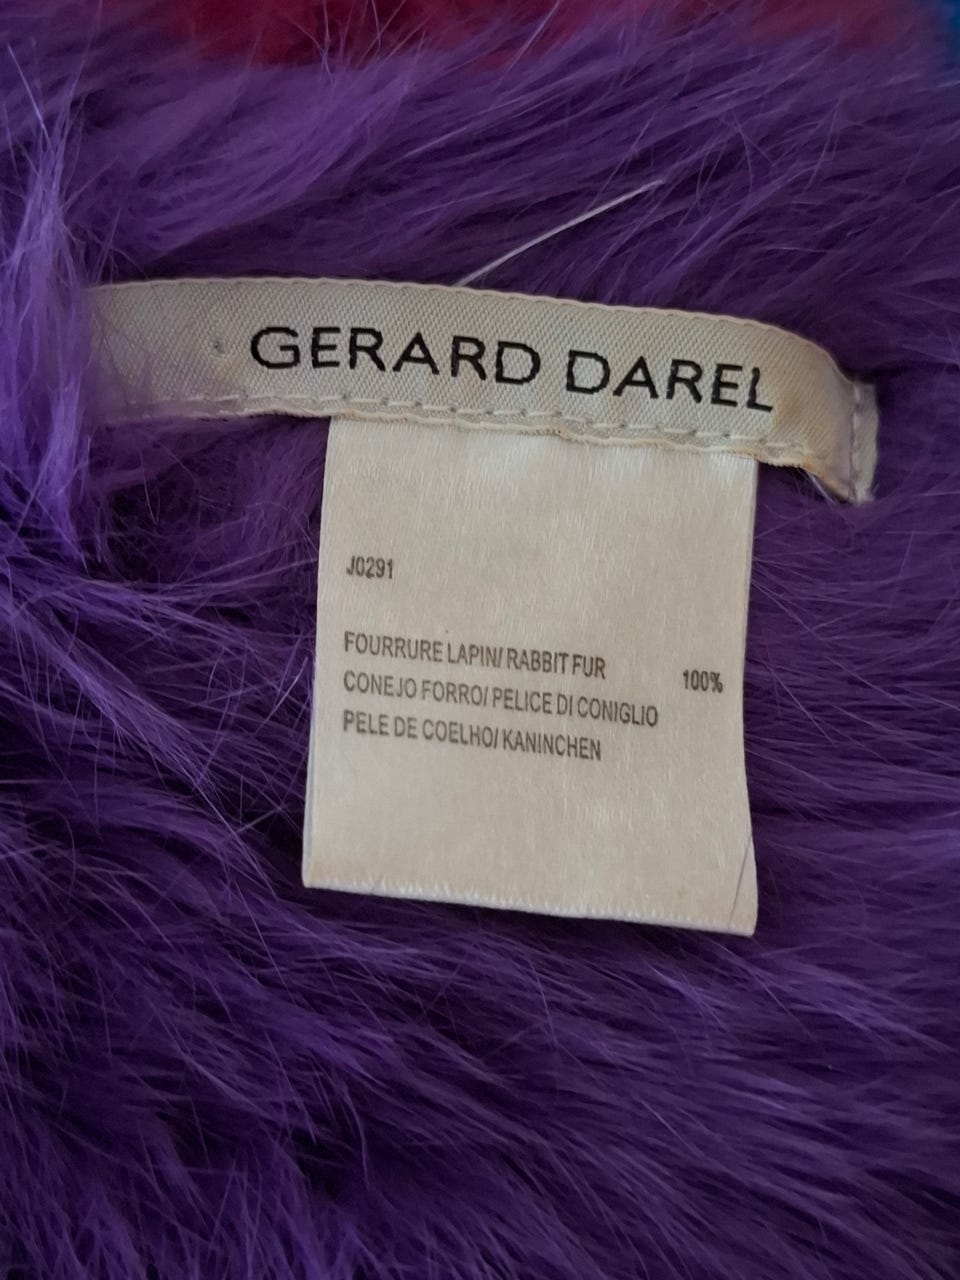 GERARD DAREL
J0291
FOURRURE LAPIN/ RABBIT FUR 100%
CONEJO FORRO/ PELICE DI CONIGLIO
PELE DE COELHO/ KANINCHEN